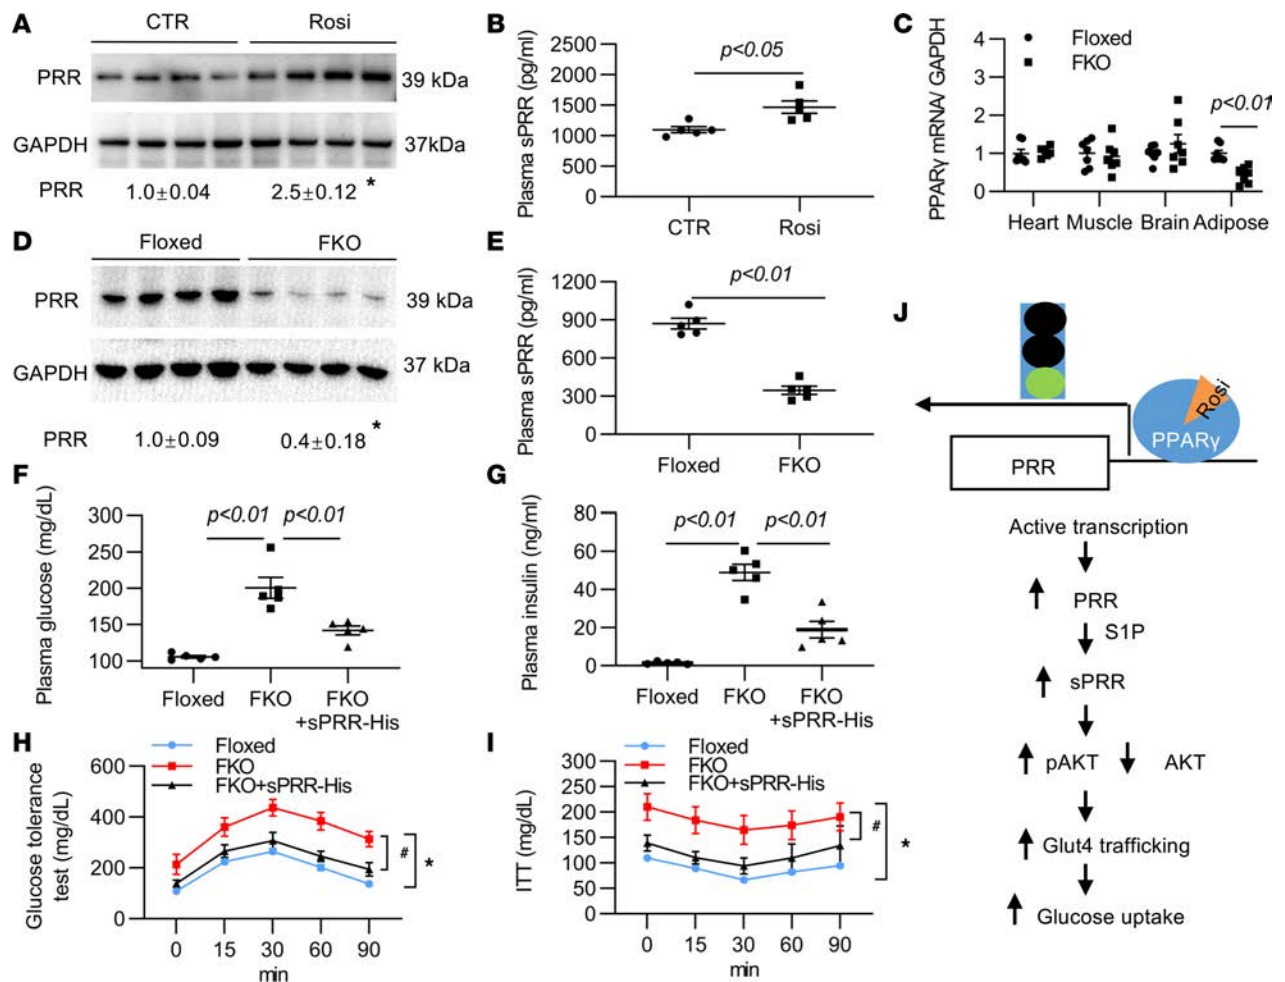 A
CTR Rosi
PRR 39 kDa
GAPDH 37kDa
PRR 1.0±0.04 2.5±0.12 *
B
Plasma sPRR (pg/ml)
2500
2000
1500
1000
500
0
p<0.05
CTR Rosi
C
PPARγ mRNA/ GAPDH
4
3
2
1
0
Floxed
FKO
p<0.01
Heart Muscle Brain Adipose
D
Floxed FKO
PRR 39 kDa
GAPDH 37 kDa
PRR 1.0±0.09 0.4±0.18 *
E
Plasma sPRR (pg/ml)
1200
900
600
300
0
p<0.01
Floxed FKO
F
Plasma glucose (mg/dL)
300
250
200
150
100
p<0.01 p<0.01
Floxed FKO FKO
+sPRR-His
G
Plasma insulin (ng/ml)
80
60
40
20
0
p<0.01 p<0.01
Floxed FKO FKO
+sPRR-His
H
Glucose tolerance
test (mg/dL)
Floxed
FKO
FKO+sPRR-His
600
400
200
0
# *
0 15 30 60 90
min
I
ITT (mg/dL)
Floxed
FKO
FKO+sPRR-His
300
250
200
150
100
50
0
# *
0 15 30 60 90
min
J
Rosi
PPARγ
PRR
Active transcription
PRR
S1P
sPRR
pAKT AKT
Glut4 trafficking
Glucose uptake